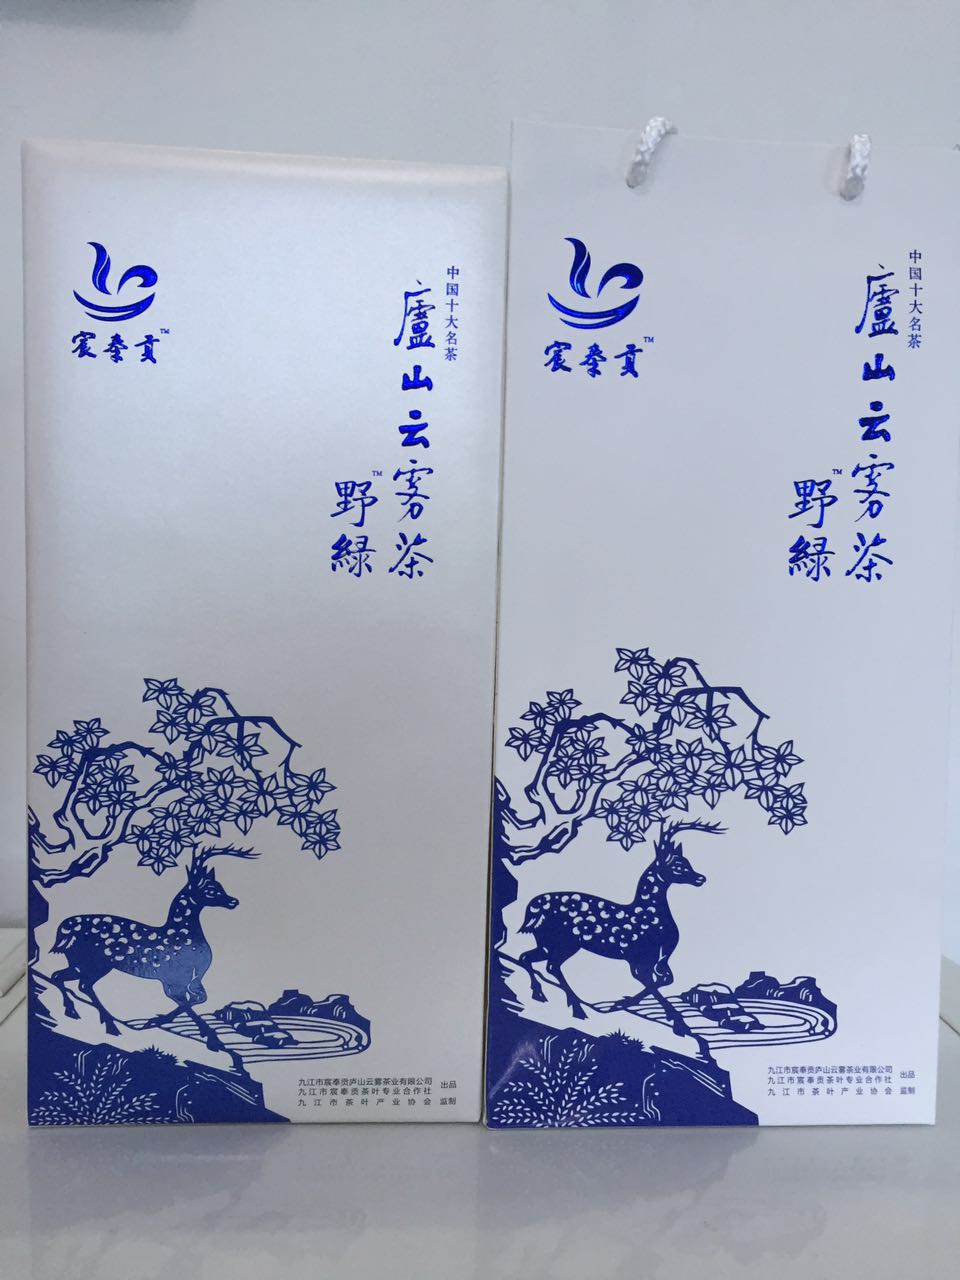 宸奉贡™
中国十大名茶
廬山云雾茶
野緑™
九江市宸奉贡庐山云雾茶业有限公司 出品
九江市宸奉贡茶叶专业合作社
九江市茶叶产业协会 监制
宸奉贡™
中国十大名茶
廬山云雾茶
野緑™
九江市宸奉贡庐山云雾茶业有限公司 出品
九江市宸奉贡茶叶专业合作社
九江市茶叶产业协会 监制